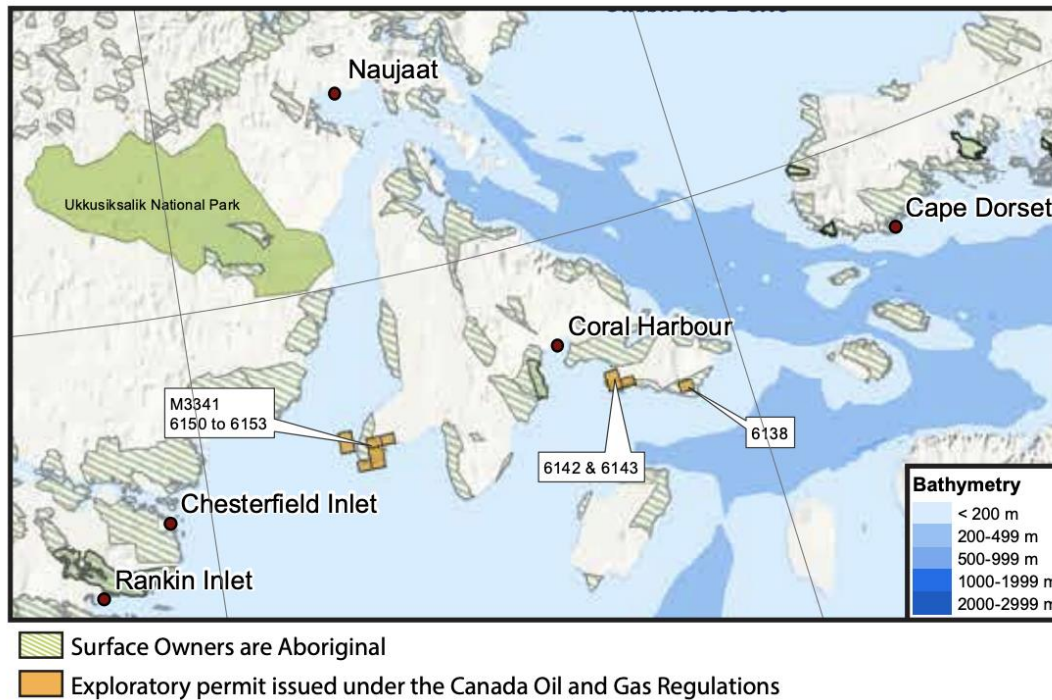 Naujaat
Ukkusiksalik National Park
Cape Dorset
Coral Harbour
M3341
6150 to 6153
6138
6142 & 6143
Chesterfield Inlet
Rankin Inlet
Bathymetry
< 200 m
200-499 m
500-999 m
1000-1999 m
2000-2999 m
Surface Owners are Aboriginal
Exploratory permit issued under the Canada Oil and Gas Regulations